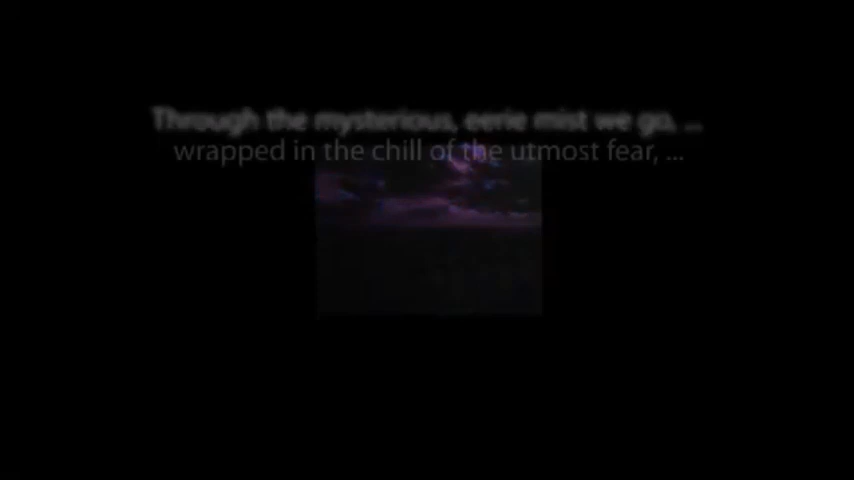 Through the mysterious, eerie mist we go, ...
wrapped in the chill of the utmost fear, ...